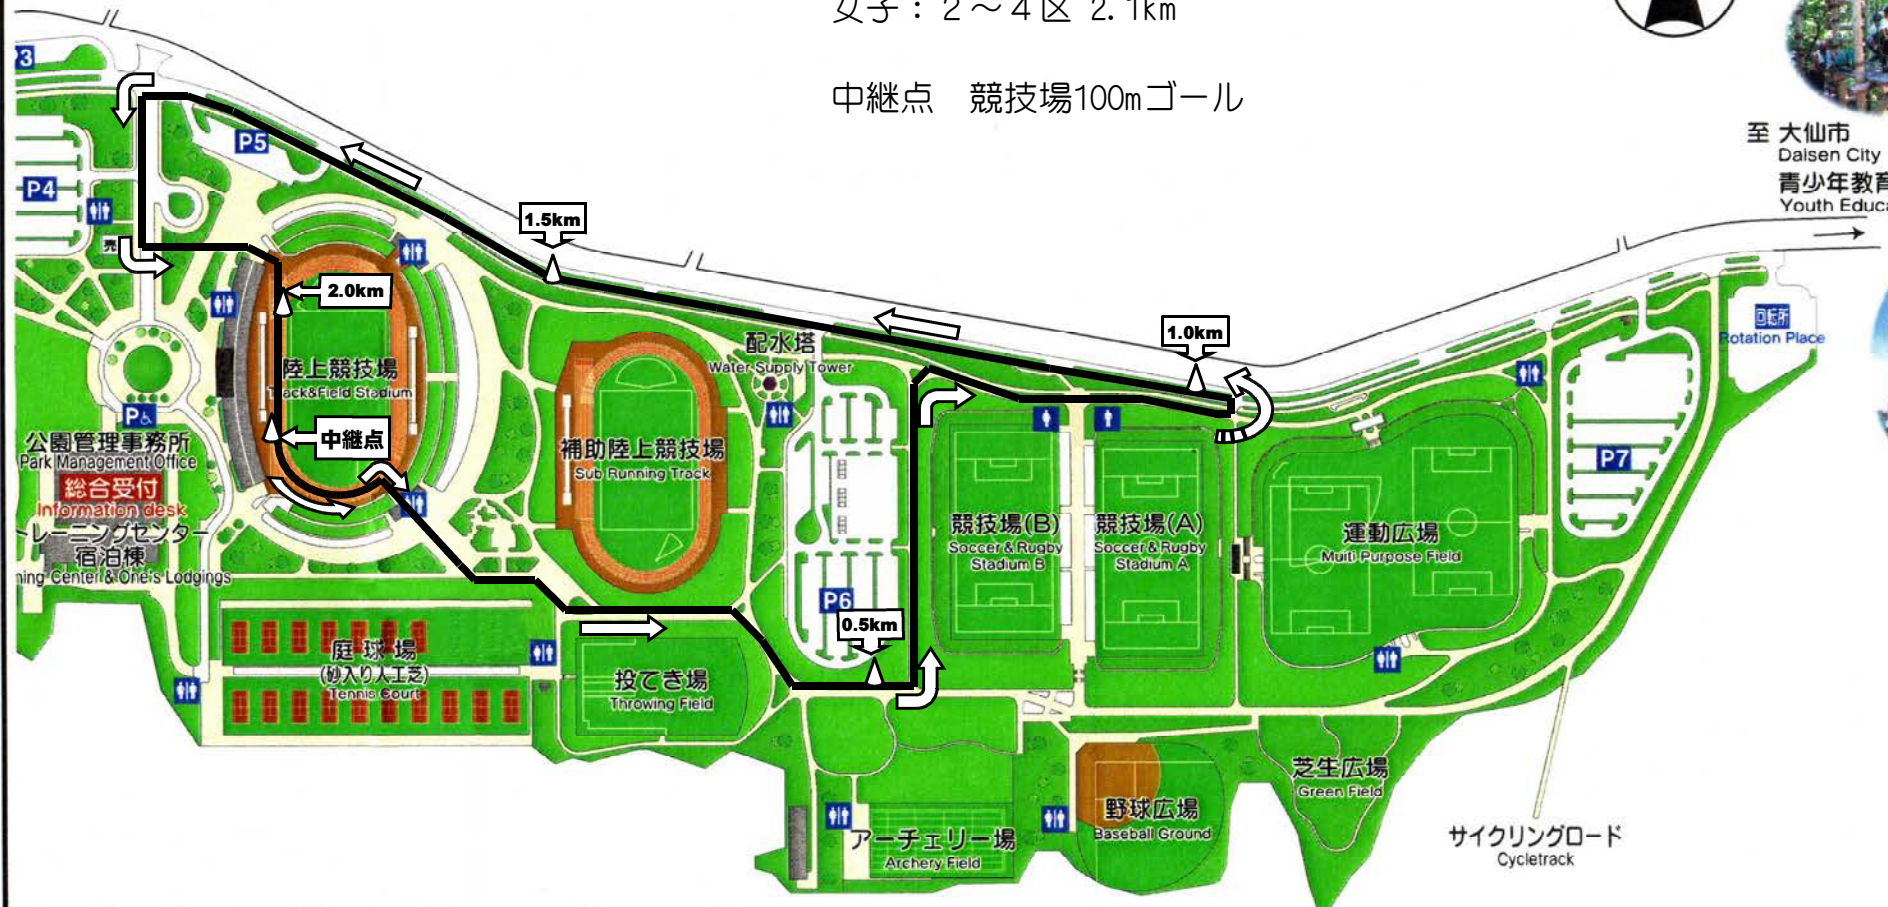 女子：２～４区 2.1km
中継点　競技場100mゴール
至 大仙市
Daisen City
青少年教育
Youth Educa
P5
P4
1.5km
2.0km
1.0km
回転所
Rotation Place
配水塔
Water Supply Tower
陸上競技場
Track&Field Stadium
中継点
公園管理事務所
Park Management Office
総合受付
Information desk
トレーニングセンター
宿泊棟
ning Center & One's Lodgings
補助陸上競技場
Sub Running Track
競技場(B)
Soccer & Rugby
Stadium B
競技場(A)
Soccer & Rugby
Stadium A
運動広場
Multi Purpose Field
P7
P6
0.5km
庭球場
(砂入り人工芝)
Tennis Court
投てき場
Throwing Field
アーチェリー場
Archery Field
野球広場
Baseball Ground
芝生広場
Green Field
サイクリングロード
Cycletrack